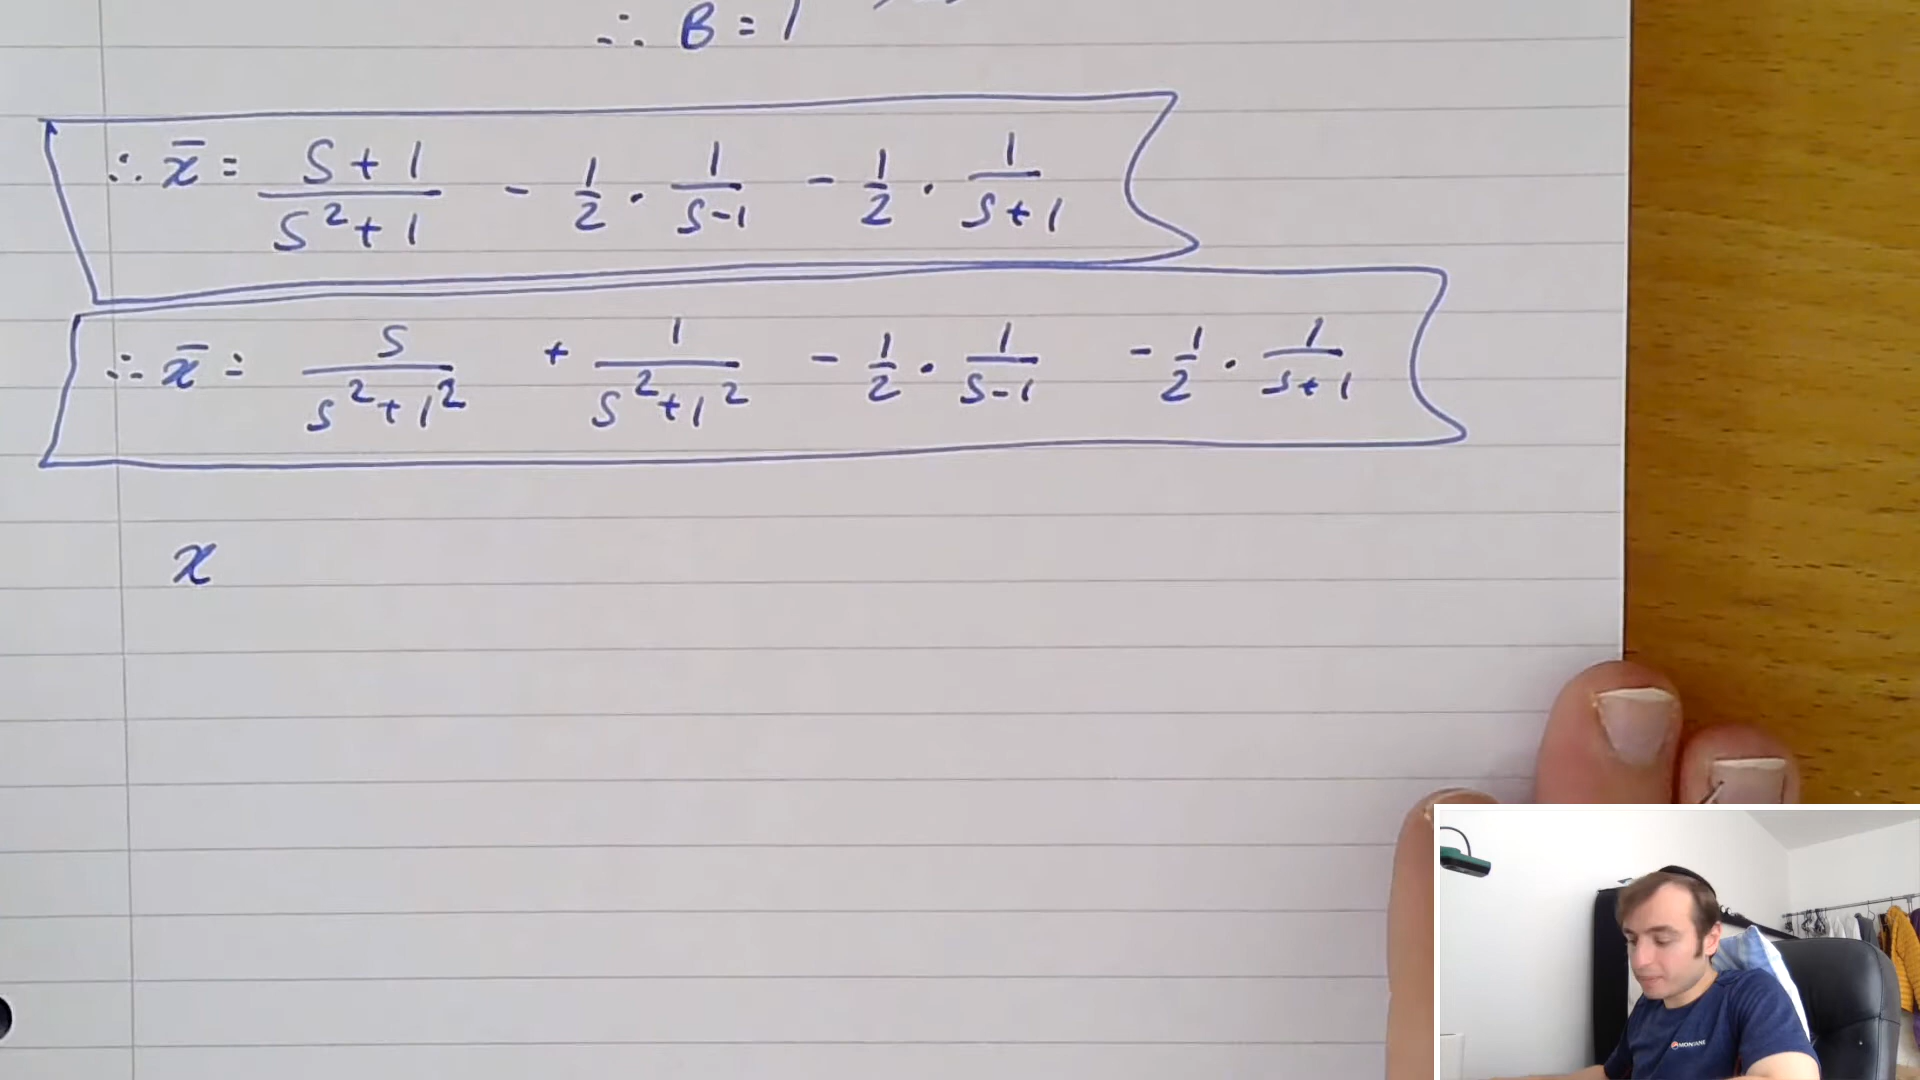 ∴ B = 1
∴ x̄ = (s + 1)/(s² + 1) - 1/2 · 1/(s-1) - 1/2 · 1/(s+1)
∴ x̄ = s/(s² + 1²) + 1/(s² + 1²) - 1/2 · 1/(s-1) - 1/2 · 1/(s+1)
x
MONTANE